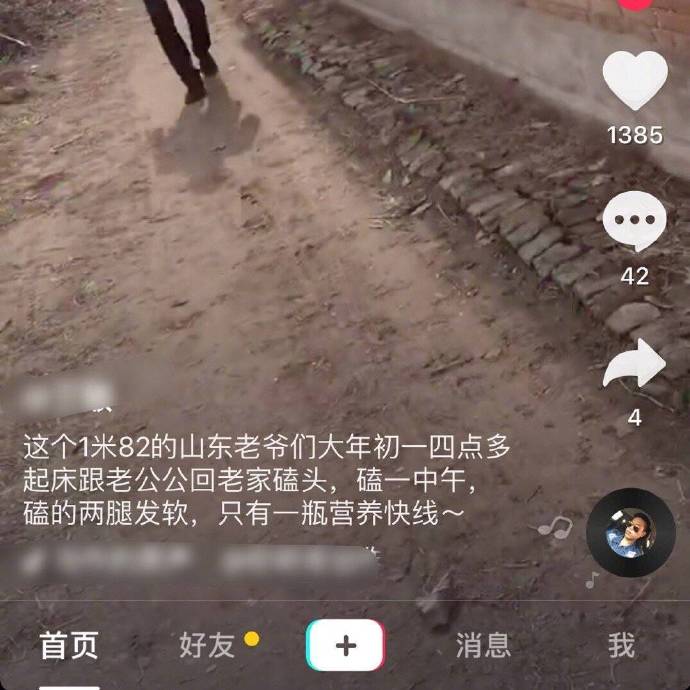 1385
42
4
这个1米82的山东老爷们大年初一四点多
起床跟老公公回老家磕头，磕一中午，
磕的两腿发软，只有一瓶营养快线～
首页
好友
消息
我